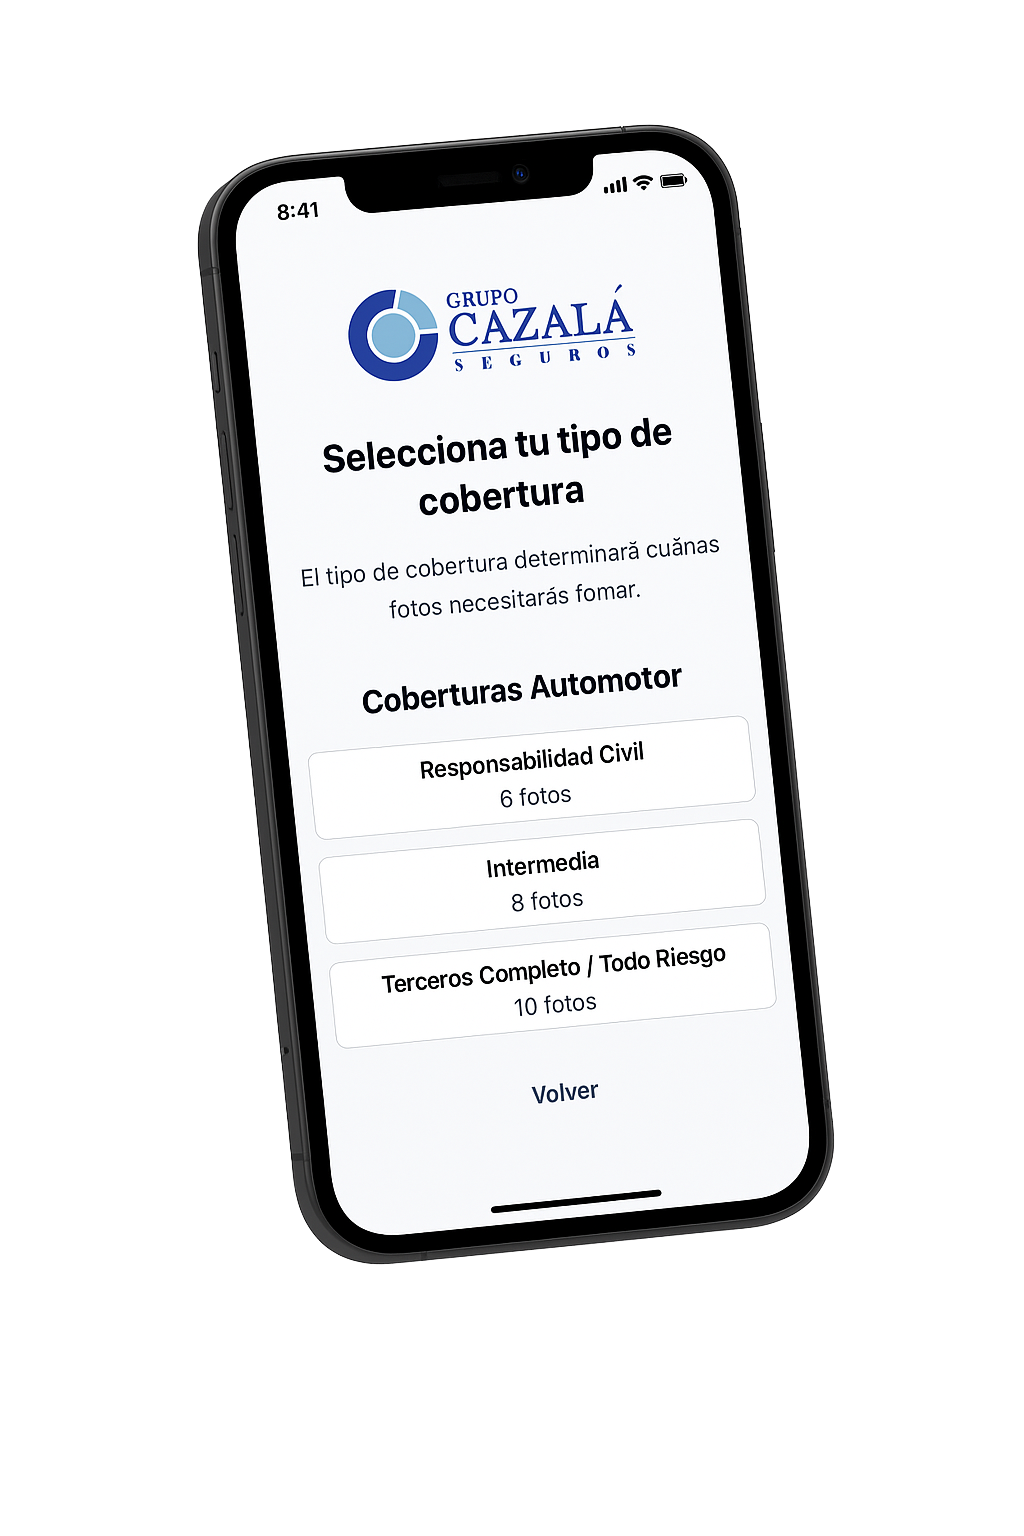 8:41
GRUPO
CAZALÁ
SEGUROS
Selecciona tu tipo de
cobertura
El tipo de cobertura determinară cuănas
fotos necesitarás fomar.
Coberturas Automotor
Responsabilidad Civil
6 fotos
Intermedia
8 fotos
Terceros Completo / Todo Riesgo
10 fotos
Volver